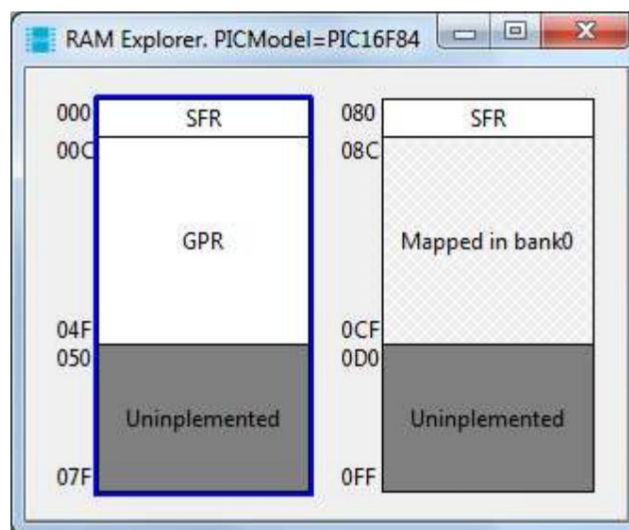 RAM Explorer. PICModel=PIC16F84
000 SFR 080 SFR
00C 08C
GPR Mapped in bank0
04F 0CF
050 0D0
Uninplemented Uninplemented
07F 0FF